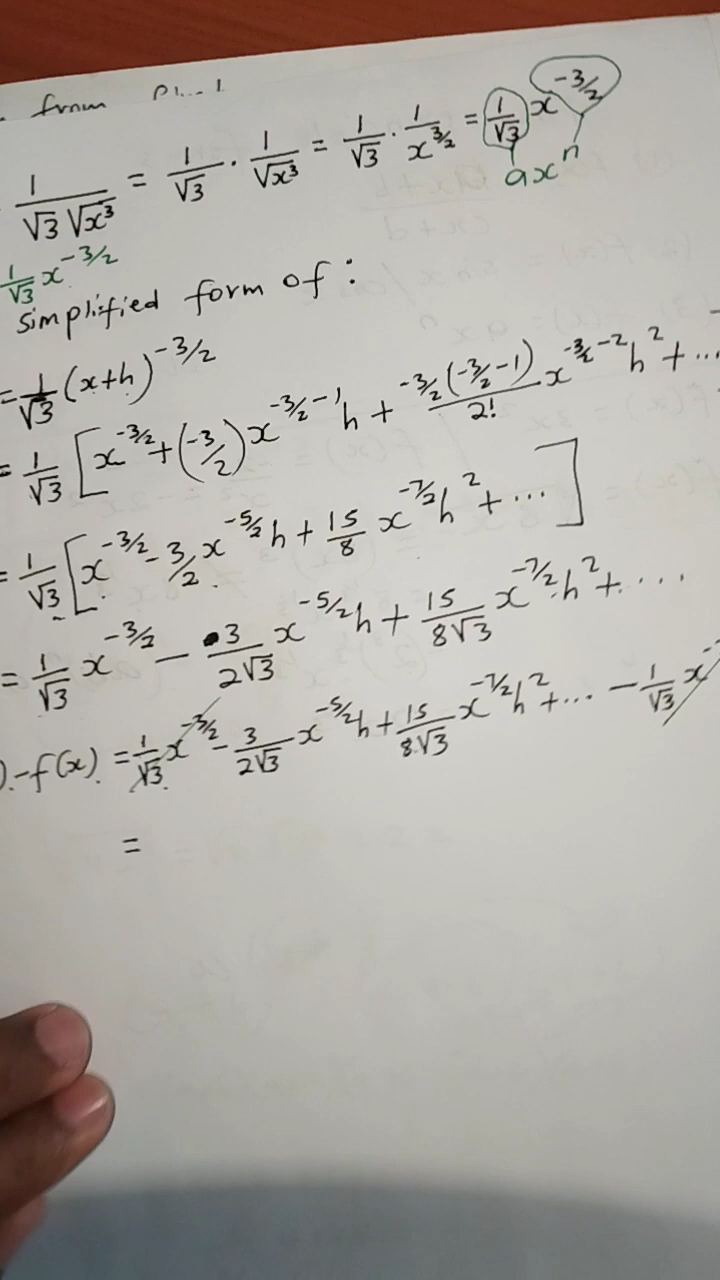 from
1/(√3 √x³) = 1/√3 · 1/√x³ = 1/√3 · 1/x^(3/2) = (1/√3) x^(-3/2)
ax^n
1/√3 x^(-3/2)
simplified form of :
= 1/√3 (x+h)^(-3/2)
= 1/√3 [x^(-3/2) + (-3/2) x^(-3/2-1) h + (-3/2(-3/2-1))/2! x^(-3/2-2) h² + ...
= 1/√3 [x^(-3/2) - 3/2 x^(-5/2) h + 15/8 x^(-7/2) h² + ...]
= 1/√3 x^(-3/2) - 3/(2√3) x^(-5/2) h + 15/(8√3) x^(-7/2) h² + ....
) - f(x) = 1/√3 x^(-3/2) - 3/(2√3) x^(-5/2) h + 15/(8√3) x^(-7/2) h² + ... - 1/√3 x^-
=